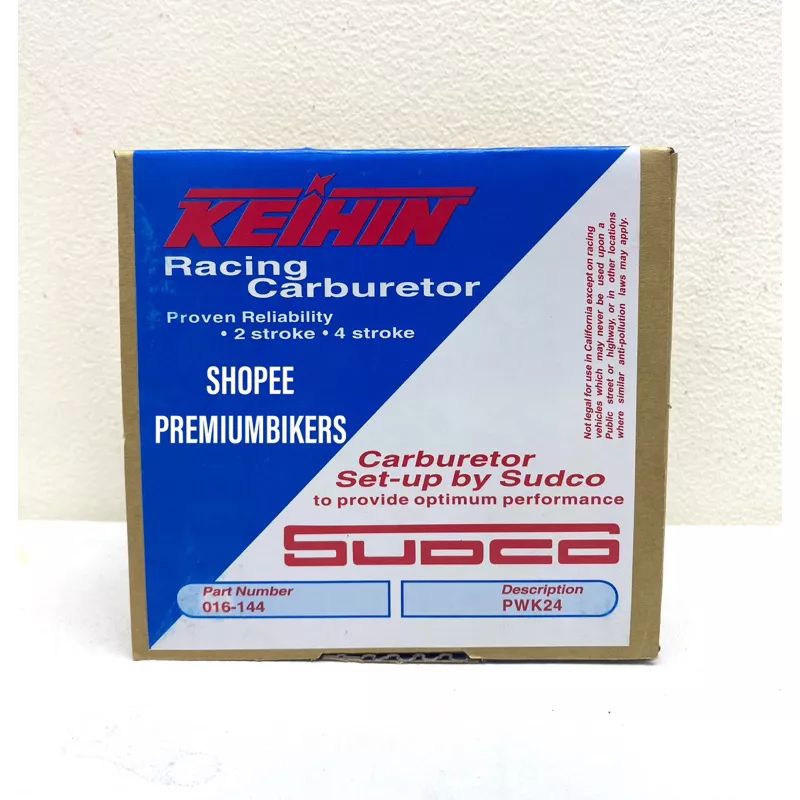 KEIHIN
Racing
Carburetor
Proven Reliability
• 2 stroke • 4 stroke
SHOPEE
PREMIUMBIKERS
Not legal for use in California except on racing
vehicles which may never be used upon a
Public street or highway, or in other locations
where similar anti-pollution laws may apply.
Carburetor
Set-up by Sudco
to provide optimum performance
SUDCO
Part Number
016-144
Description
PWK24